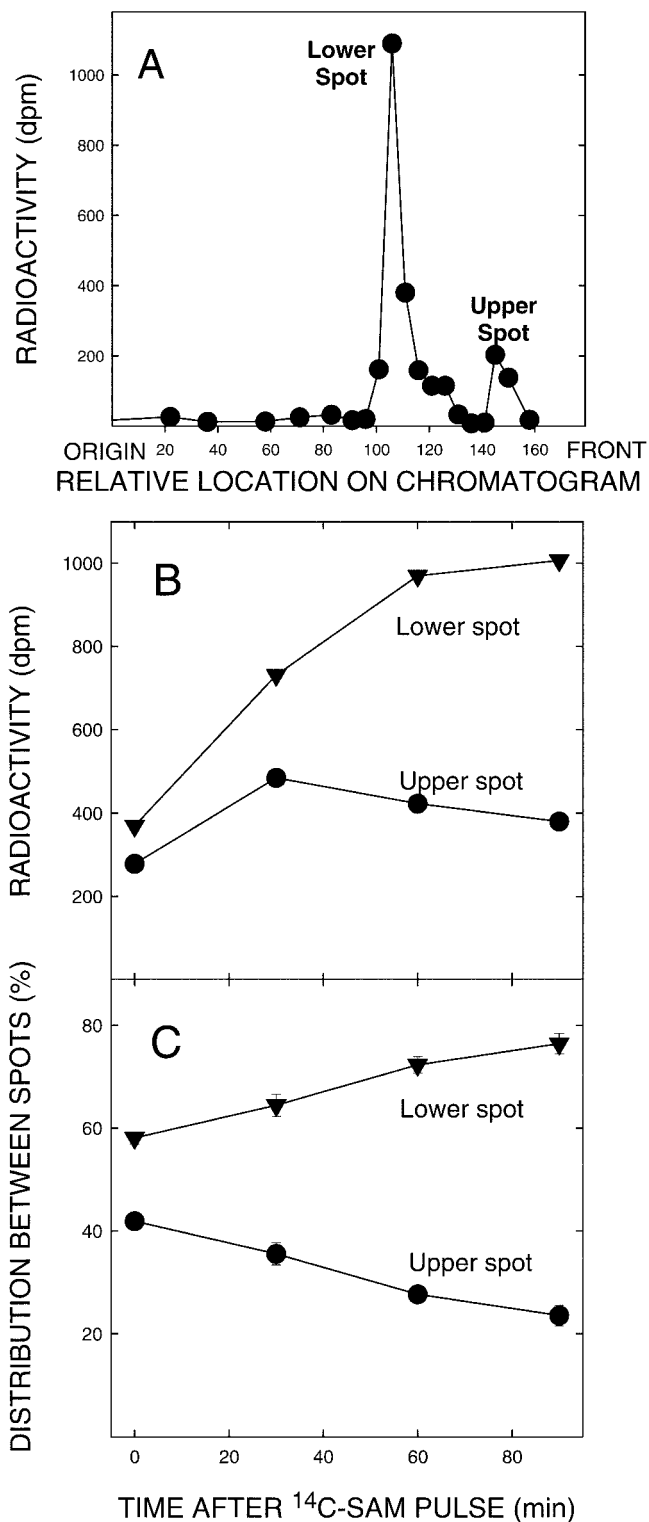 A
Lower
Spot
RADIOACTIVITY (dpm)
1000
800
600
400
200
Upper
Spot
ORIGIN 20 40 60 80 100 120 140 160 FRONT
RELATIVE LOCATION ON CHROMATOGRAM
B
RADIOACTIVITY (dpm)
1000
800
600
400
200
Lower spot
Upper spot
C
DISTRIBUTION BETWEEN SPOTS (%)
80
60
40
20
Lower spot
Upper spot
0 20 40 60 80
TIME AFTER ¹⁴C-SAM PULSE (min)